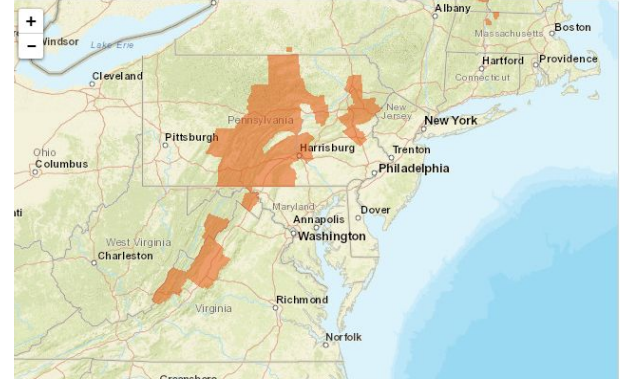 +
−
Windsor
Lake Erie
Albany
Boston
Massachusetts
Hartford
Providence
Connecticut
Cleveland
New
Jersey
New York
Pennsylvania
Pittsburgh
Harrisburg
Trenton
Philadelphia
Ohio
Columbus
Maryland
Annapolis
Dover
Washington
West Virginia
Charleston
Richmond
Virginia
Norfolk